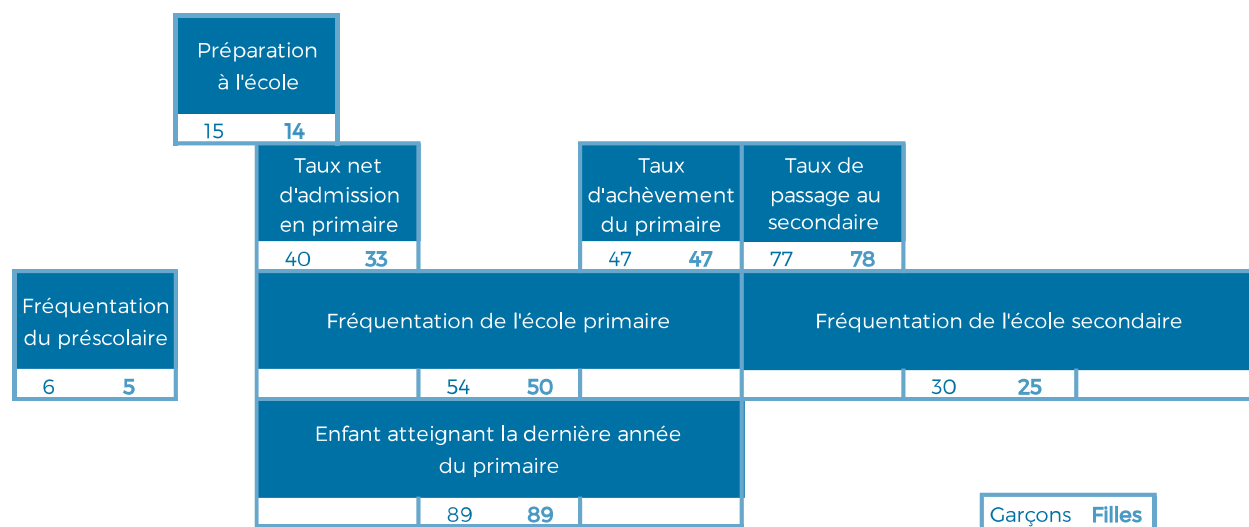 Préparation
à l'école
15 14
Taux net
d'admission
en primaire
40 33
Taux
d'achèvement
du primaire
47 47
Taux de
passage au
secondaire
77 78
Fréquentation
du préscolaire
6 5
Fréquentation de l'école primaire
54 50
Fréquentation de l'école secondaire
30 25
Enfant atteignant la dernière année
du primaire
89 89
Garçons Filles